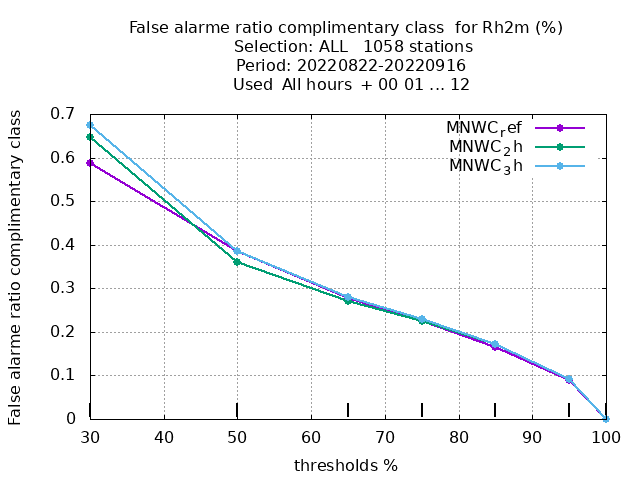 False alarme ratio complimentary class  for Rh2m (%)
Selection: ALL   1058 stations
Period: 20220822-20220916
Used  All hours  + 00 01 ... 12
False alarme ratio complimentary class
0.7
0.6
0.5
0.4
0.3
0.2
0.1
0
MNWC_ref
MNWC_2h
MNWC_3h
30 40 50 60 70 80 90 100
thresholds %